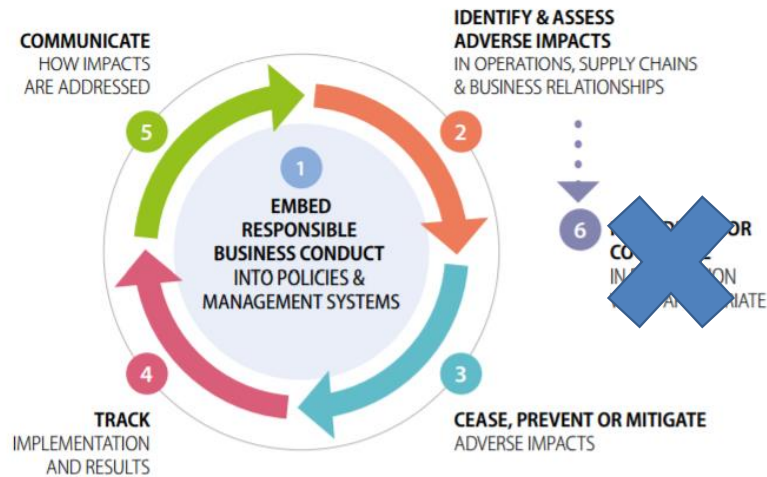 COMMUNICATE
HOW IMPACTS
ARE ADDRESSED
5
IDENTIFY & ASSESS
ADVERSE IMPACTS
IN OPERATIONS, SUPPLY CHAINS
& BUSINESS RELATIONSHIPS
2
1
EMBED
RESPONSIBLE
BUSINESS CONDUCT
INTO POLICIES &
MANAGEMENT SYSTEMS
6
4
TRACK
IMPLEMENTATION
AND RESULTS
3
CEASE, PREVENT OR MITIGATE
ADVERSE IMPACTS